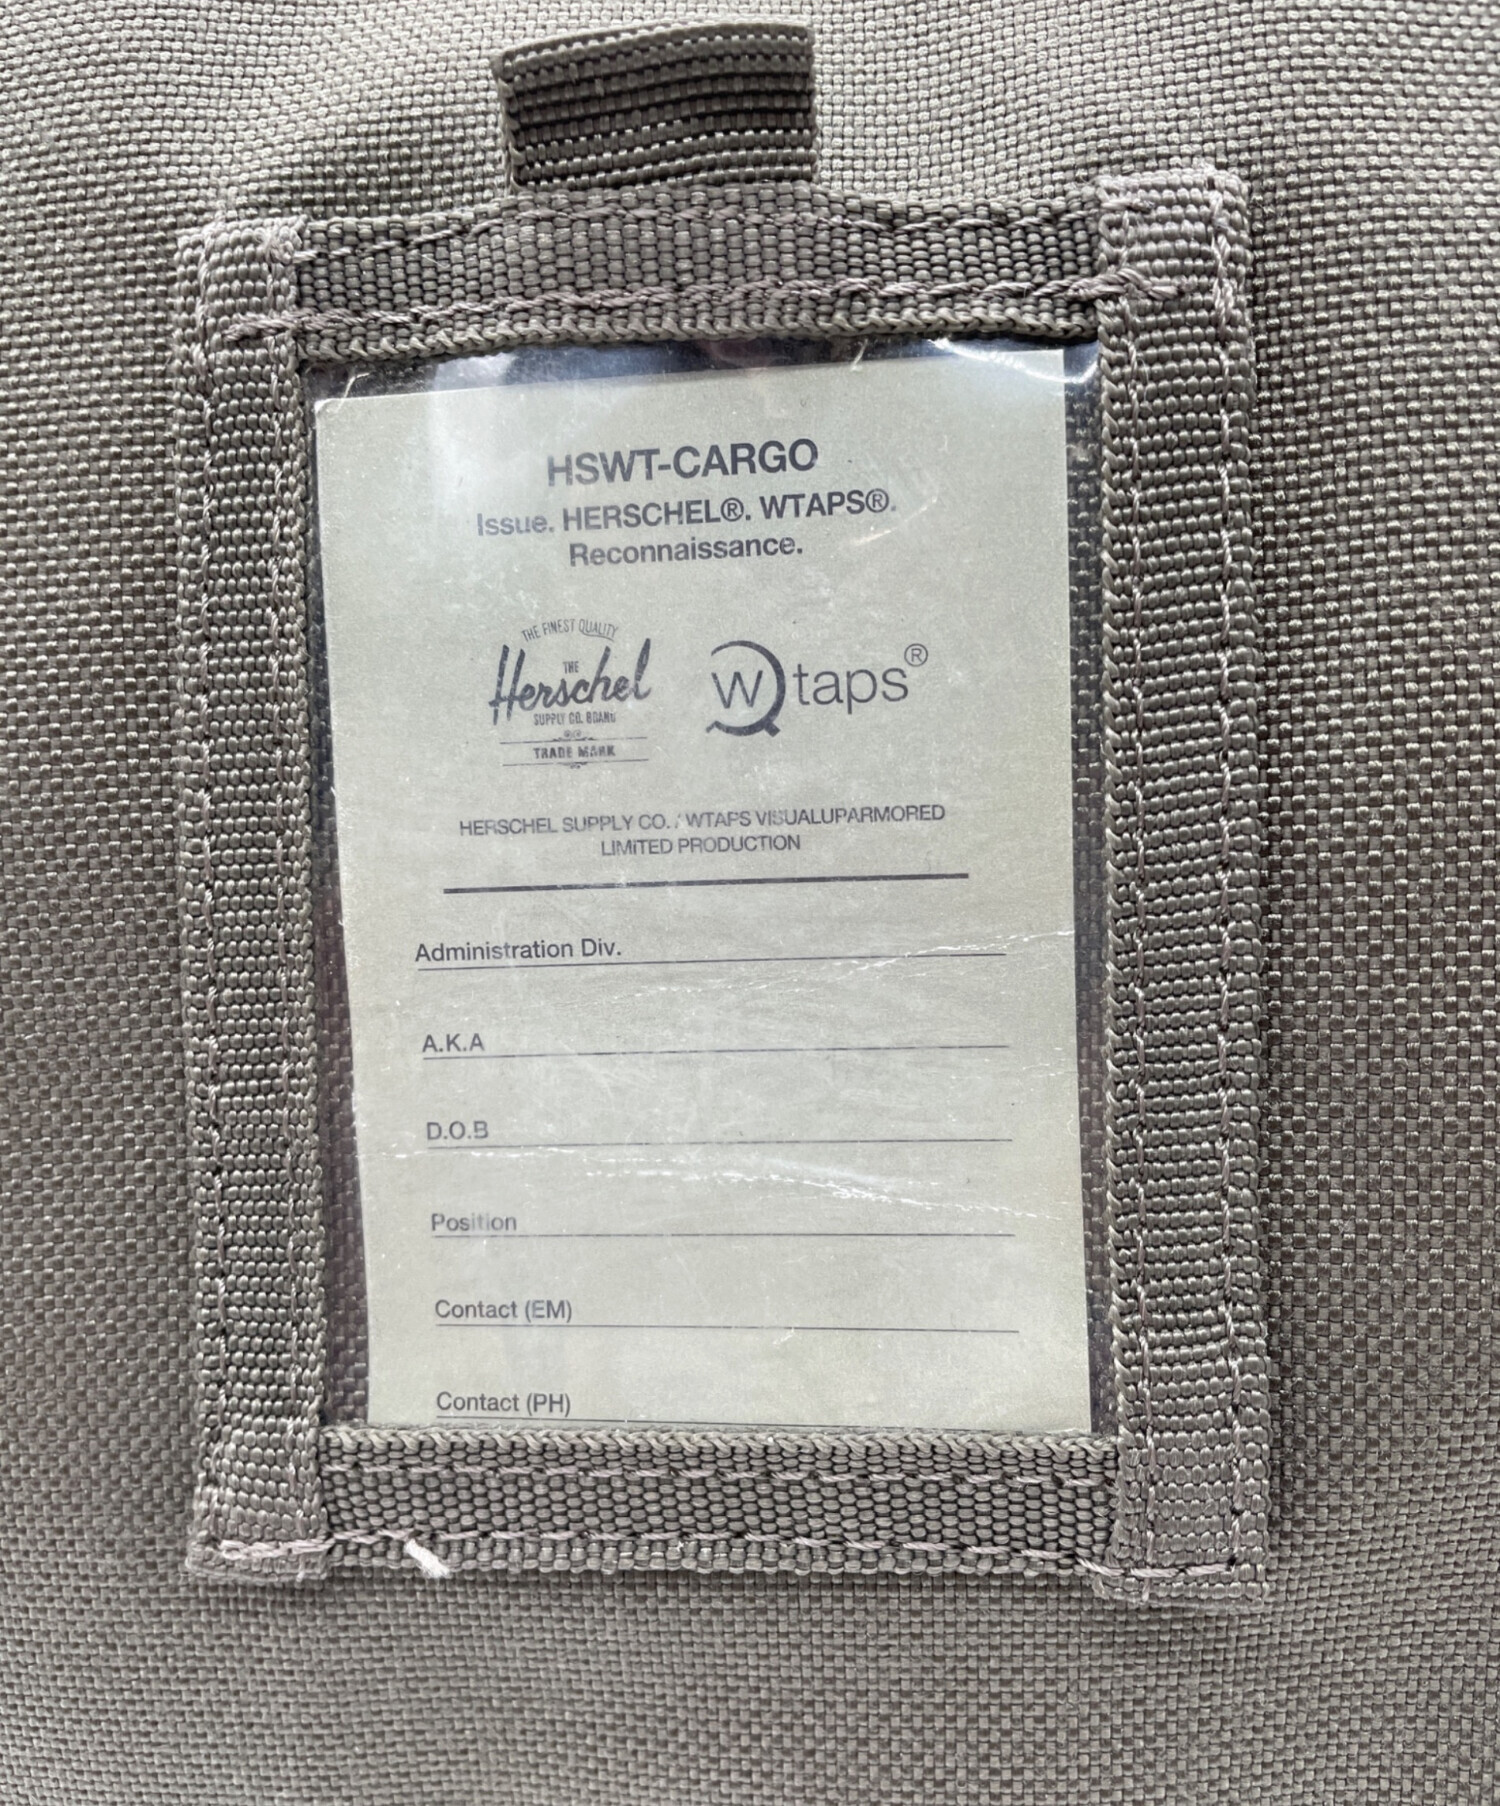 HSWT-CARGO
Issue. HERSCHEL®. WTAPS®.
Reconnaissance.
THE FINEST QUALITY
THE
Herschel
SUPPLY CO. BRAND
TRADE MARK
W taps®
HERSCHEL SUPPLY CO. / WTAPS VISUALUPARMORED
LIMITED PRODUCTION
Administration Div.
A.K.A
D.O.B
Position
Contact (EM)
Contact (PH)